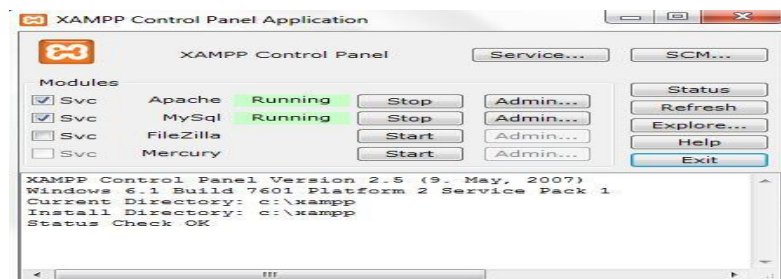 XAMPP Control Panel Application
XAMPP Control Panel Service... SCM...
Modules
Svc Apache Running Stop Admin...
Svc MySql Running Stop Admin...
Svc FileZilla Start Admin...
Svc Mercury Start Admin...
Status
Refresh
Explore...
Help
Exit
XAMPP Control Panel Version 2.5 (9. May, 2007)
Windows 6.1 Build 7601 Platform 2 Service Pack 1
Current Directory: c:\xampp
Install Directory: c:\xampp
Status Check OK